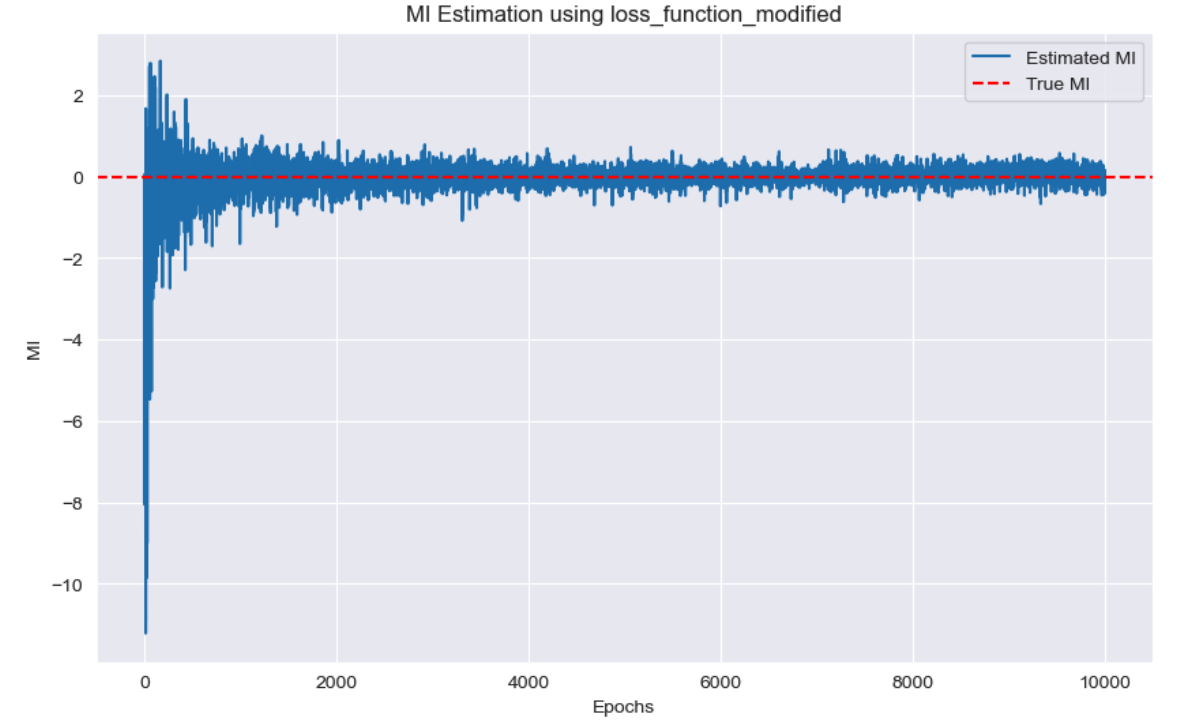 MI Estimation using loss_function_modified
Estimated MI
True MI
2
0
−2
−4
−6
−8
−10
MI
0 2000 4000 6000 8000 10000
Epochs